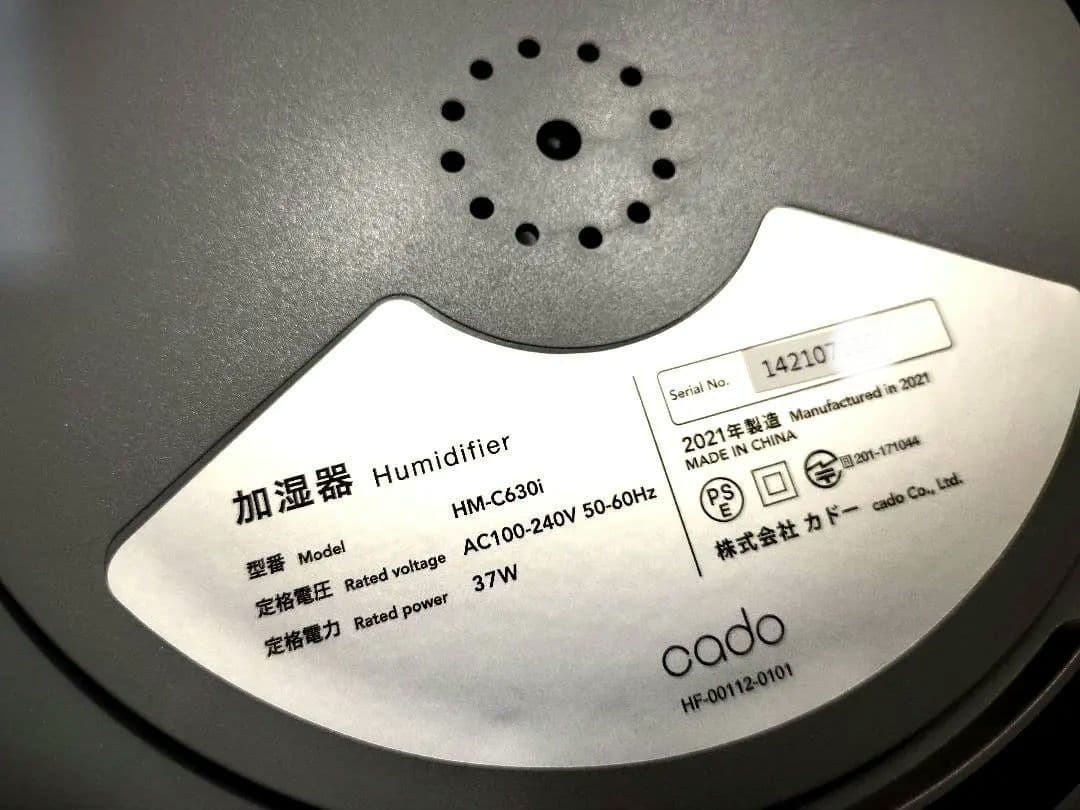 加湿器 Humidifier
型番 Model HM-C630i
定格電圧 Rated voltage AC100-240V 50-60Hz
定格電力 Rated power 37W
Serial No. 142107
2021年製造 Manufactured in 2021
MADE IN CHINA
PS
E
201-171044
株式会社 カドー cado Co., Ltd.
cado
HF-00112-0101